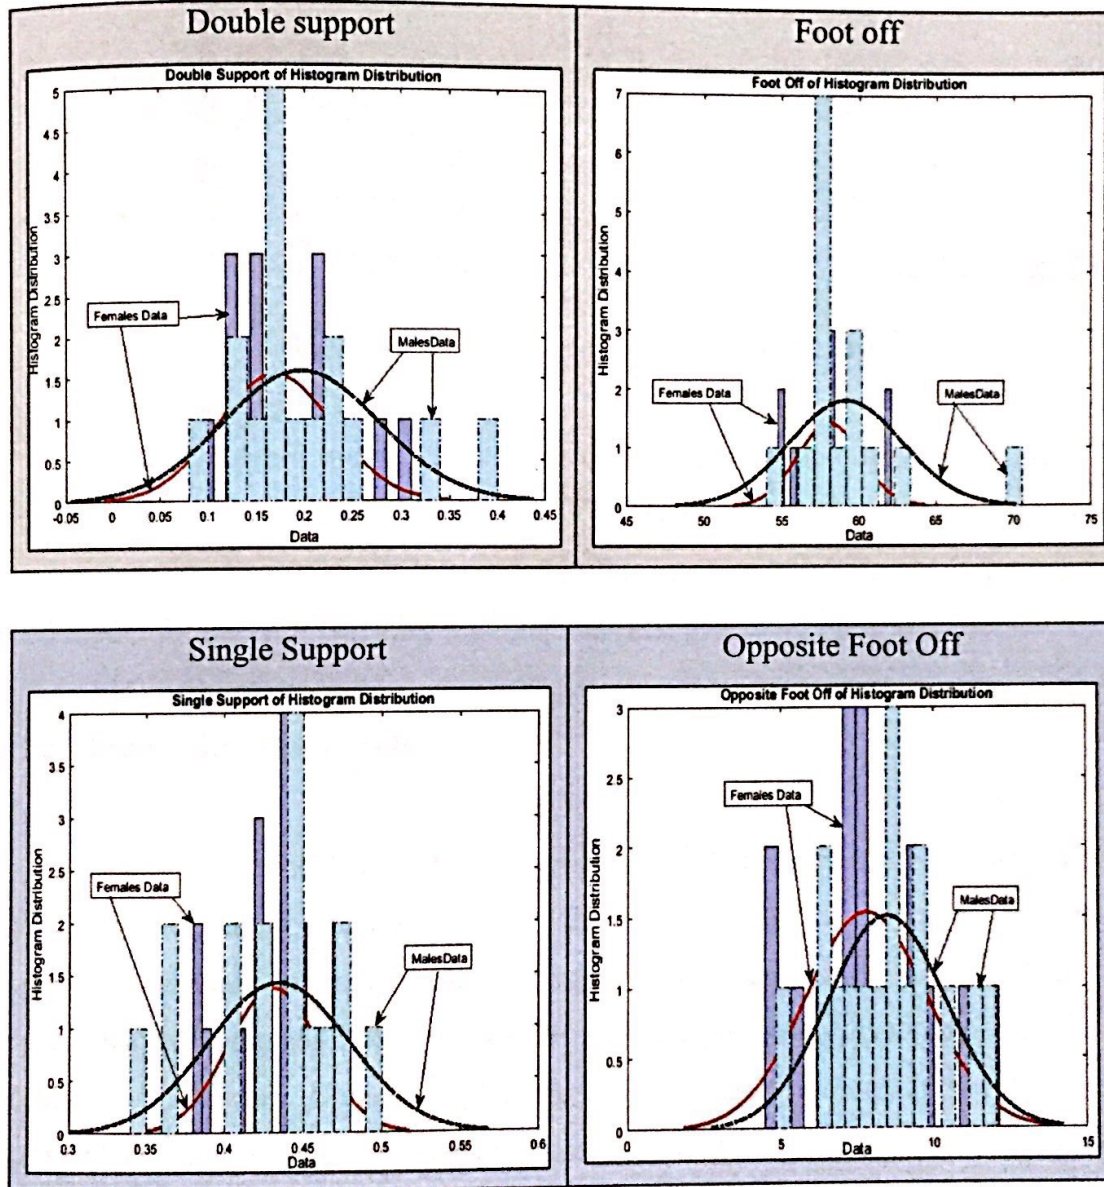 Double support
Double Support of Histogram Distribution
5
4.5
4
3.5
3
2.5
2
1.5
1
0.5
0
Histogram Distribution
Females Data
MalesData
-0.05 0 0.05 0.1 0.15 0.2 0.25 0.3 0.35 0.4 0.45
Data
Foot off
Foot Off of Histogram Distribution
7
6
5
4
3
2
1
0
Histogram Distribution
Females Data
MalesData
45 50 55 60 65 70 75
Data
Single Support
Single Support of Histogram Distribution
4
3.5
3
2.5
2
1.5
1
0.5
0
Histogram Distribution
Females Data
MalesData
0.3 0.35 0.4 0.45 0.5 0.55 0.6
Data
Opposite Foot Off
Opposite Foot Off of Histogram Distribution
3
2.5
2
1.5
1
0.5
0
Histogram Distribution
Females Data
MalesData
0 5 10 15
Data